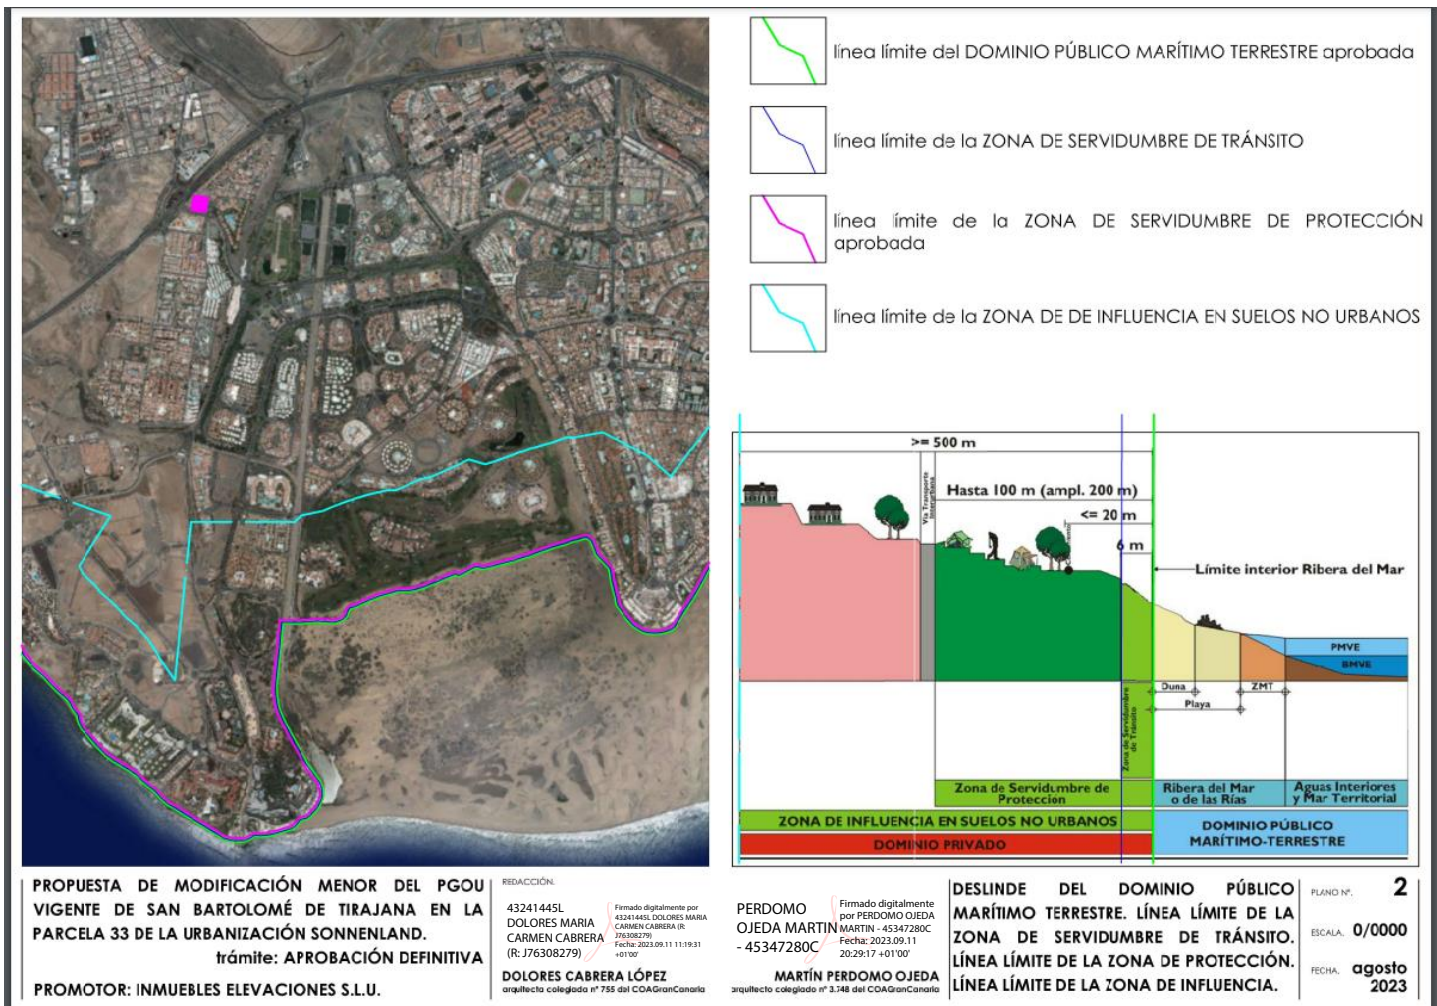 línea límite del DOMINIO PÚBLICO MARÍTIMO TERRESTRE aprobada
línea límite de la ZONA DE SERVIDUMBRE DE TRÁNSITO
línea límite de la ZONA DE SERVIDUMBRE DE PROTECCIÓN
aprobada
línea límite de la ZONA DE DE INFLUENCIA EN SUELOS NO URBANOS
>= 500 m
Vía Transporte
Interurbana
Hasta 100 m (ampl. 200 m)
<= 20 m
6 m
Límite interior Ribera del Mar
PMVE
BMVE
Duna
ZMT
Playa
Zona de Servidumbre
de Tránsito
Zona de Servidumbre de
Protección
Ribera del Mar
o de las Rías
Aguas Interiores
y Mar Territorial
ZONA DE INFLUENCIA EN SUELOS NO URBANOS
DOMINIO PRIVADO
DOMINIO PÚBLICO
MARÍTIMO-TERRESTRE
PROPUESTA DE MODIFICACIÓN MENOR DEL PGOU
VIGENTE DE SAN BARTOLOMÉ DE TIRAJANA EN LA
PARCELA 33 DE LA URBANIZACIÓN SONNENLAND.
trámite: APROBACIÓN DEFINITIVA
PROMOTOR: INMUEBLES ELEVACIONES S.L.U.
REDACCIÓN.
43241445L
DOLORES MARIA
CARMEN CABRERA
(R: J76308279)
Firmado digitalmente por
43241445L DOLORES MARIA
CARMEN CABRERA (R:
J76308279)
Fecha: 2023.09.11 11:19:31
+01'00'
DOLORES CABRERA LÓPEZ
arquitecta colegiada nº 755 del COAGranCanaria
PERDOMO
OJEDA MARTIN
- 45347280C
Firmado digitalmente
por PERDOMO OJEDA
MARTIN - 45347280C
Fecha: 2023.09.11
20:29:17 +01'00'
MARTÍN PERDOMO OJEDA
arquitecto colegiado nº 3.748 del COAGranCanaria
DESLINDE DEL DOMINIO PÚBLICO
MARÍTIMO TERRESTRE. LÍNEA LÍMITE DE LA
ZONA DE SERVIDUMBRE DE TRÁNSITO.
LÍNEA LÍMITE DE LA ZONA DE PROTECCIÓN.
LÍNEA LÍMITE DE LA ZONA DE INFLUENCIA.
PLANO Nº. 2
ESCALA. 0/0000
FECHA. agosto
2023